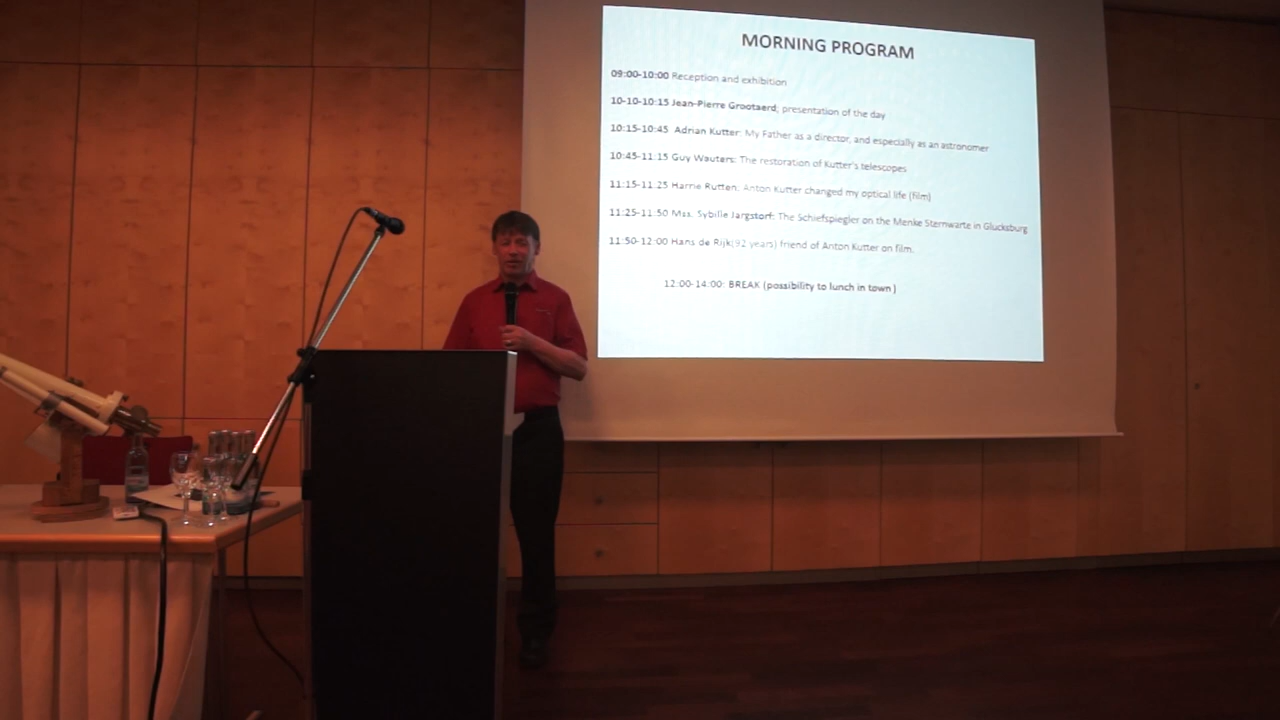 MORNING PROGRAM
09:00-10:00 Reception and exhibition
10-10-10:15 Jean-Pierre Grootaerd; presentation of the day
10:15-10:45 Adrian Kutter: My Father as a director, and especially as an astronomer
10:45-11:15 Guy Wauters: The restoration of Kutter's telescopes
11:15-11:25 Harrie Rutten: Anton Kutter changed my optical life (film)
11:25-11:50 Mss. Sybille Jargstorf: The Schiefspiegler on the Menke Sternwarte in Glucksburg
11:50-12:00 Hans de Rijk(92 years) friend of Anton Kutter on film.
12:00-14:00: BREAK (possibility to lunch in town )